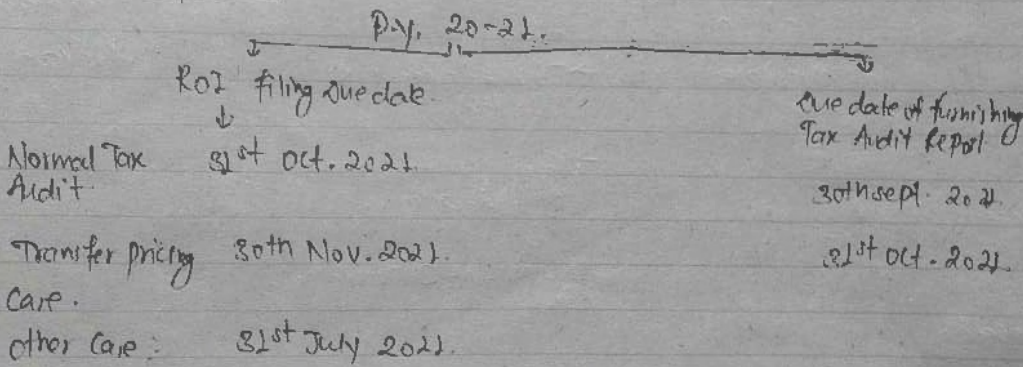 P.Y. 20-21.
ROI filing due date.
due date of furnishing
Tax Audit Report
Normal Tax 31st Oct. 2021.
Audit.
30th sept. 2021.
Transfer pricing 30th Nov. 2021. 31st Oct. 2021.
Case.
other Case : 31st July 2021.